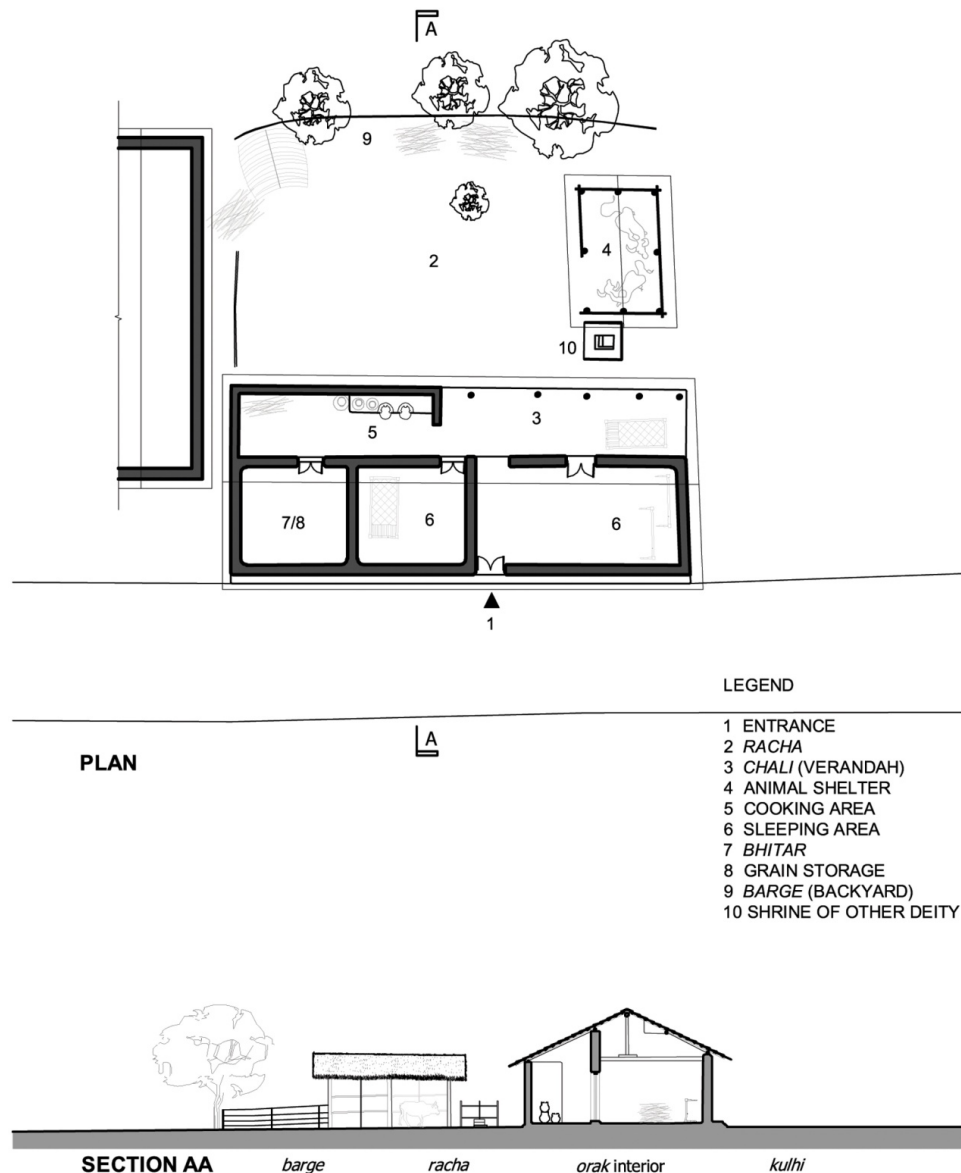 A
9
4
2
10
3
5
7/8
6
6
1
LEGEND
A
PLAN
1 ENTRANCE
2 RACHA
3 CHALI (VERANDAH)
4 ANIMAL SHELTER
5 COOKING AREA
6 SLEEPING AREA
7 BHITAR
8 GRAIN STORAGE
9 BARGE (BACKYARD)
10 SHRINE OF OTHER DEITY
SECTION AA barge racha orak interior kulhi